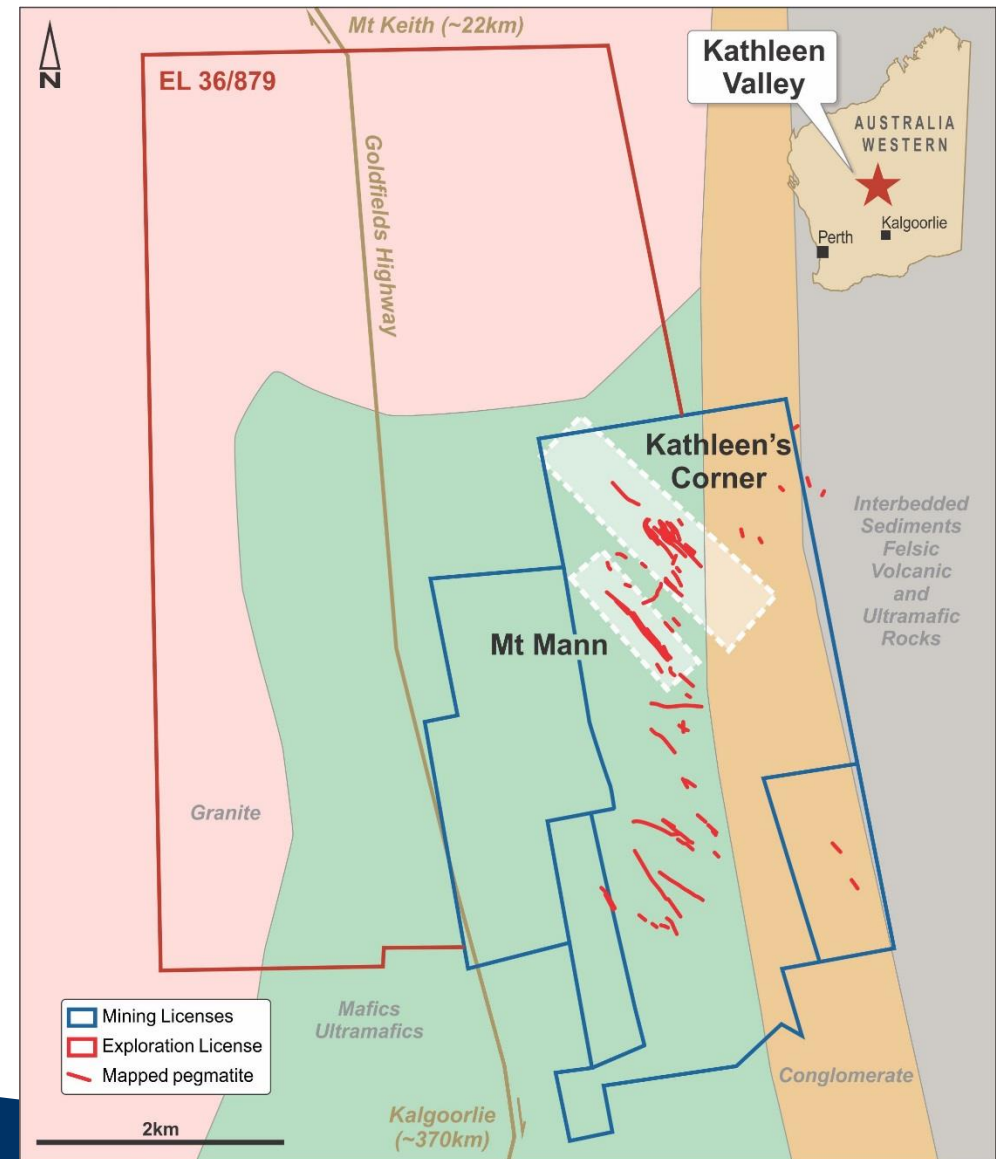 Mt Keith (~22km)
N
EL 36/879
Goldfields Highway
Kathleen
Valley
AUSTRALIA
WESTERN
Kalgoorlie
Perth
Kathleen's
Corner
Interbedded
Sediments
Felsic
Volcanic
and
Ultramafic
Rocks
Mt Mann
Granite
Mafics
Ultramafics
Mining Licenses
Exploration License
Mapped pegmatite
2km
Kalgoorlie
(~370km)
Conglomerate